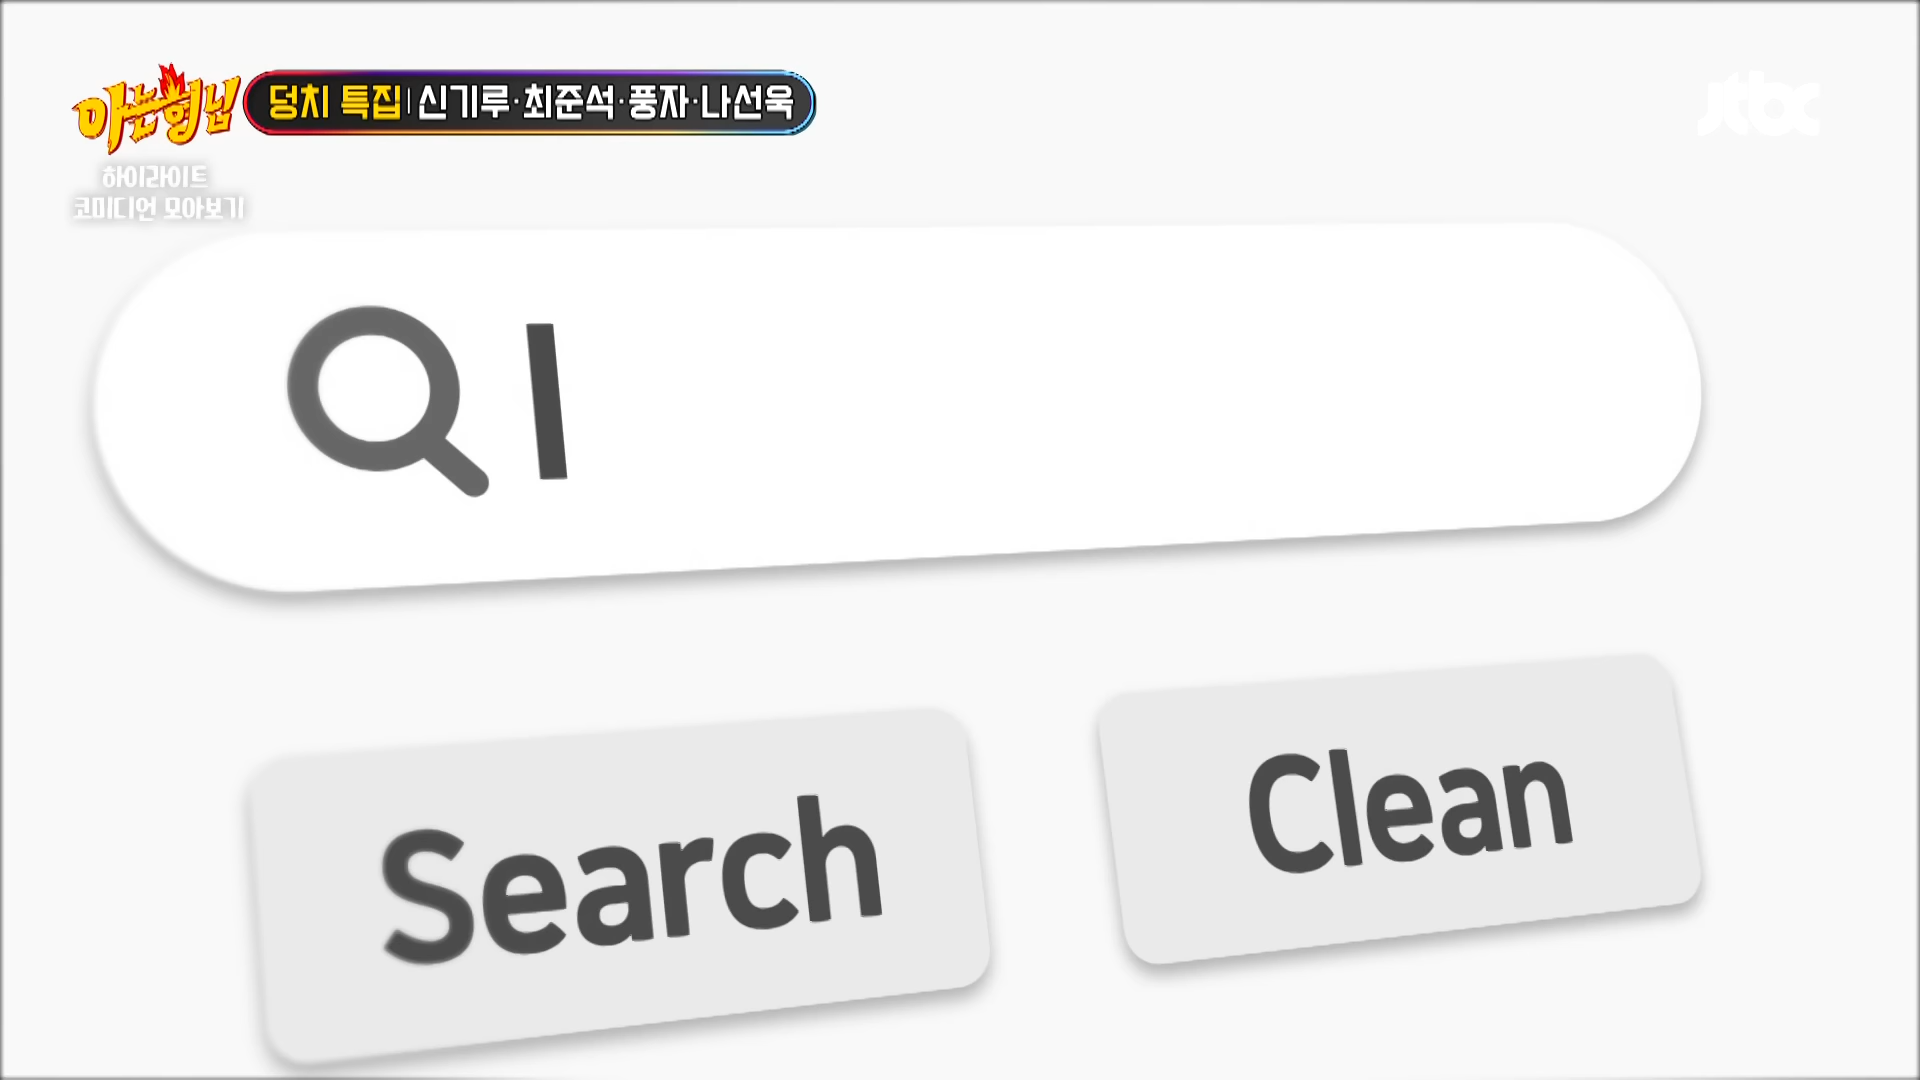 아는형님 덩치 특집 | 신기루·최준석·풍자·나선욱
jtbc
하이라이트
코미디언 모아보기
Search
Clean